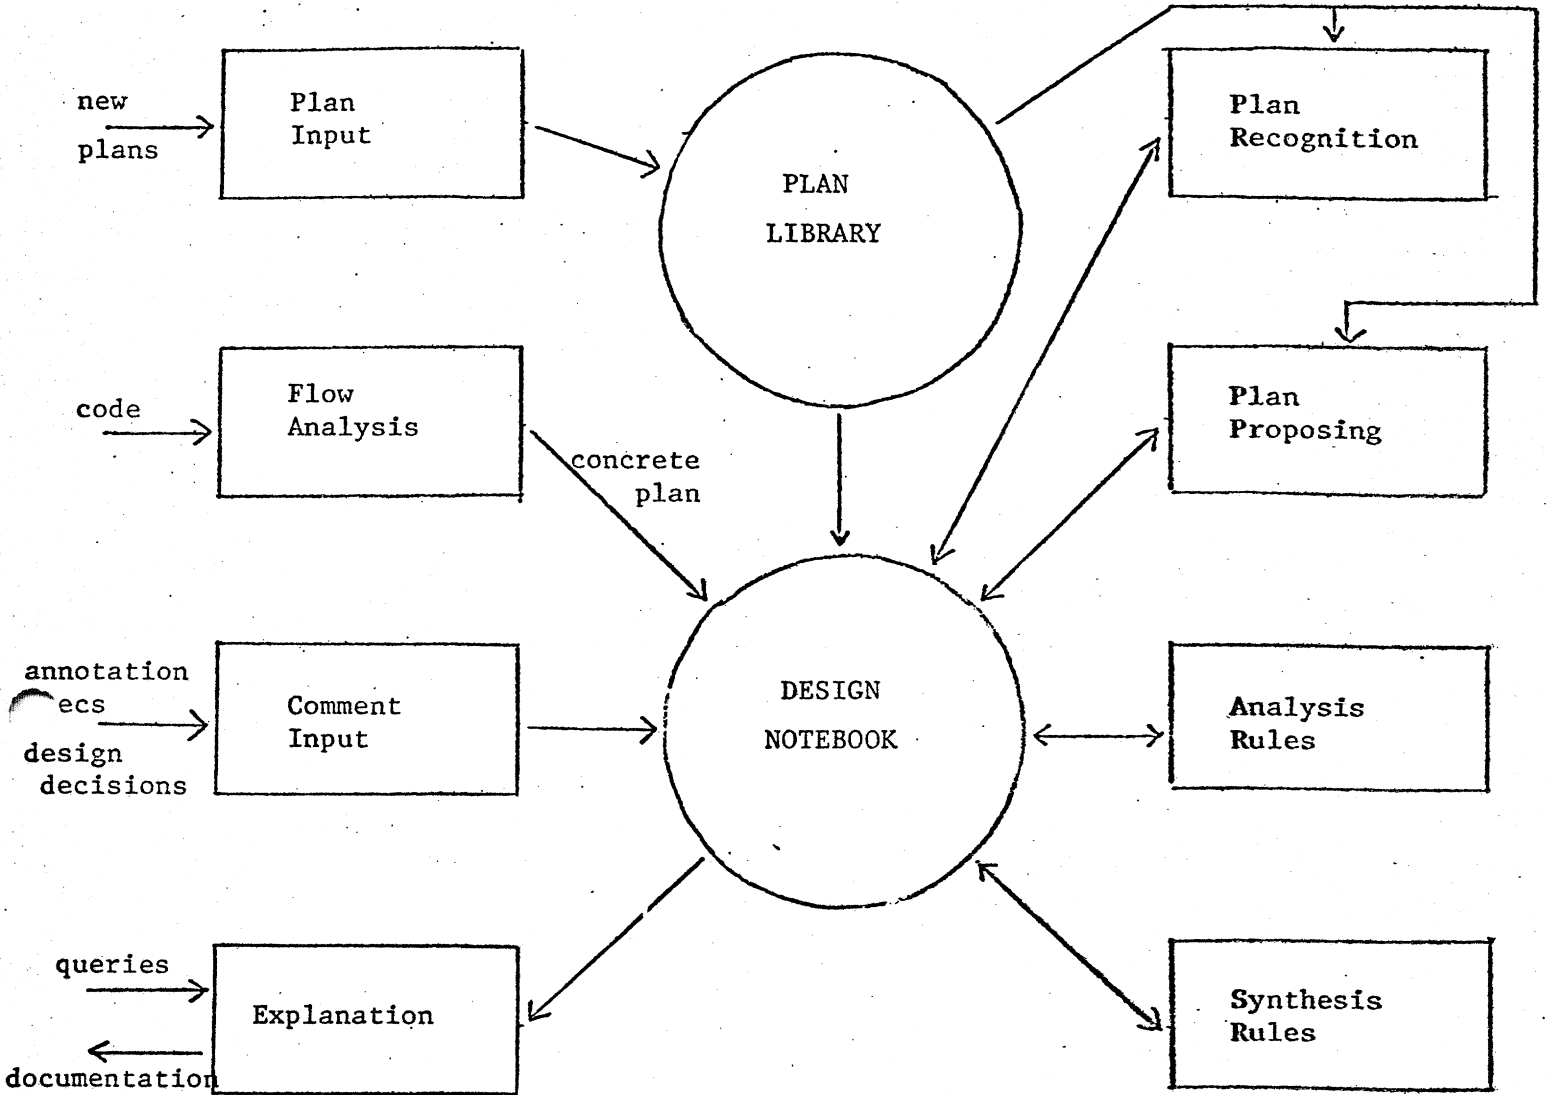 new
plans
Plan
Input
PLAN
LIBRARY
Plan
Recognition
code
Flow
Analysis
concrete
plan
Plan
Proposing
annotation
ecs
design
decisions
Comment
Input
DESIGN
NOTEBOOK
Analysis
Rules
queries
documentation
Explanation
Synthesis
Rules